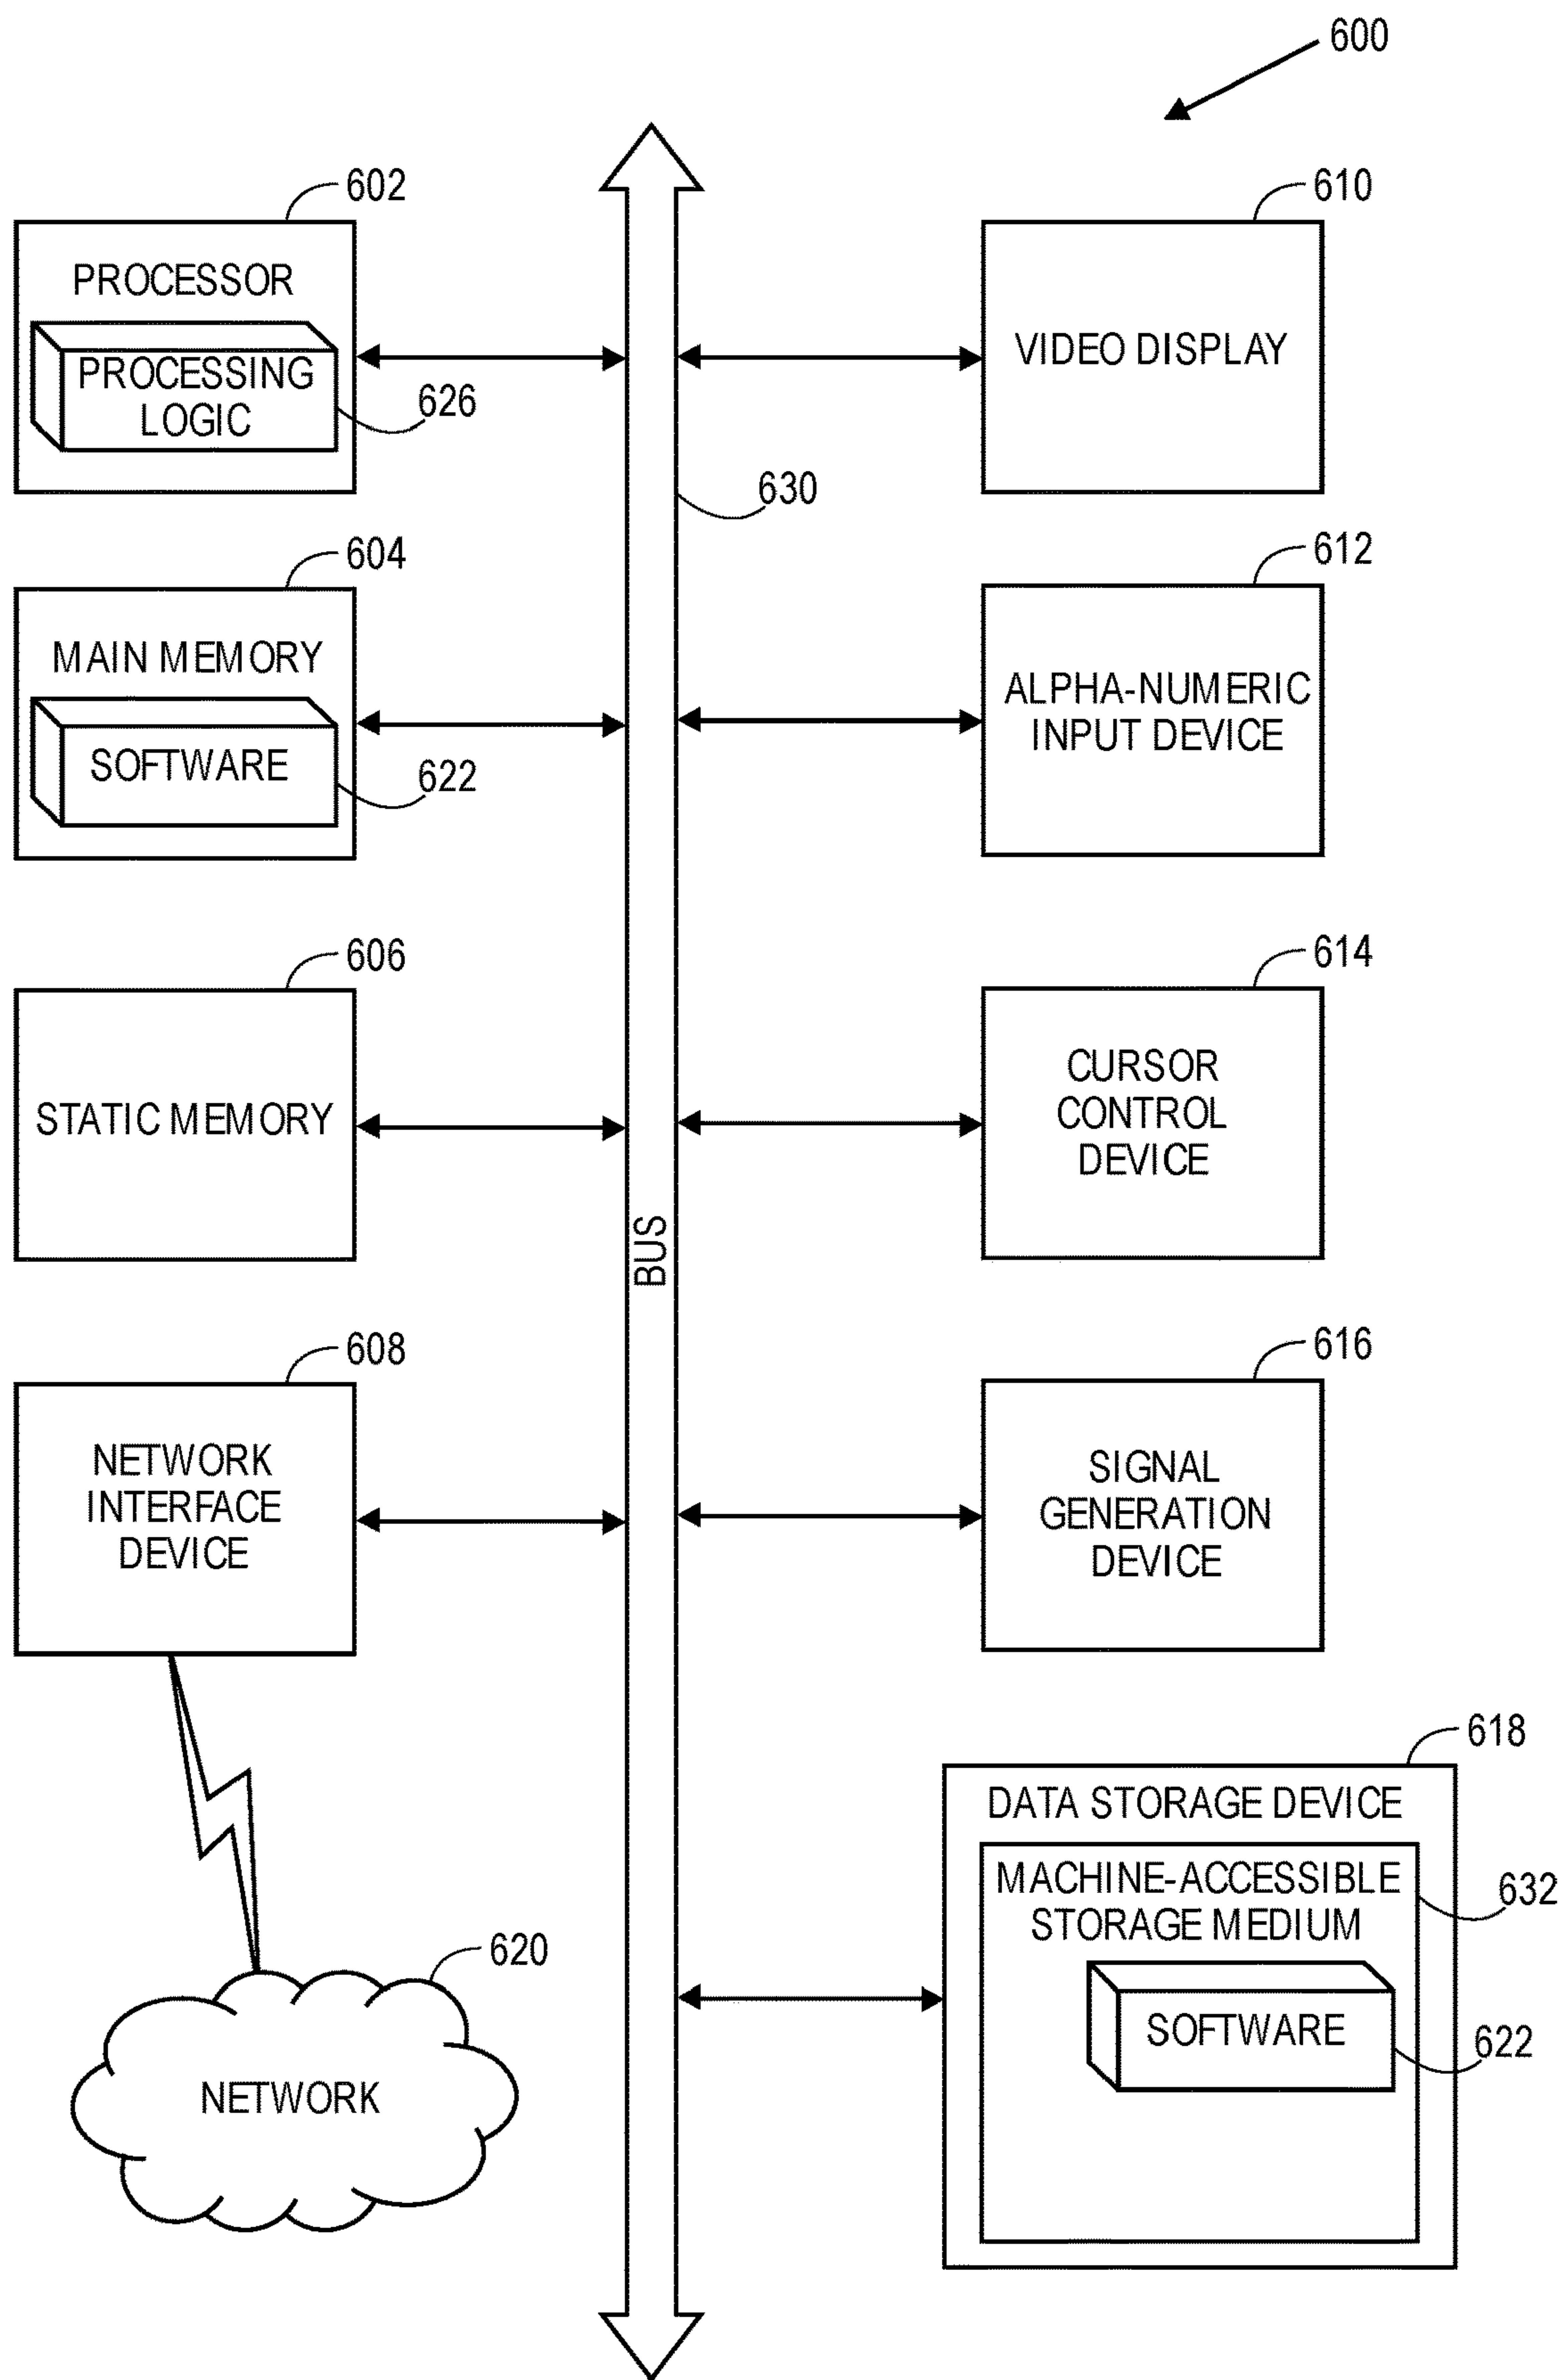 600
602
PROCESSOR
PROCESSING
LOGIC
626
604
MAIN MEMORY
SOFTWARE
622
606
STATIC MEMORY
608
NETWORK
INTERFACE
DEVICE
620
NETWORK
BUS
630
610
VIDEO DISPLAY
612
ALPHA-NUMERIC
INPUT DEVICE
614
CURSOR
CONTROL
DEVICE
616
SIGNAL
GENERATION
DEVICE
618
DATA STORAGE DEVICE
MACHINE-ACCESSIBLE
STORAGE MEDIUM
632
SOFTWARE
622